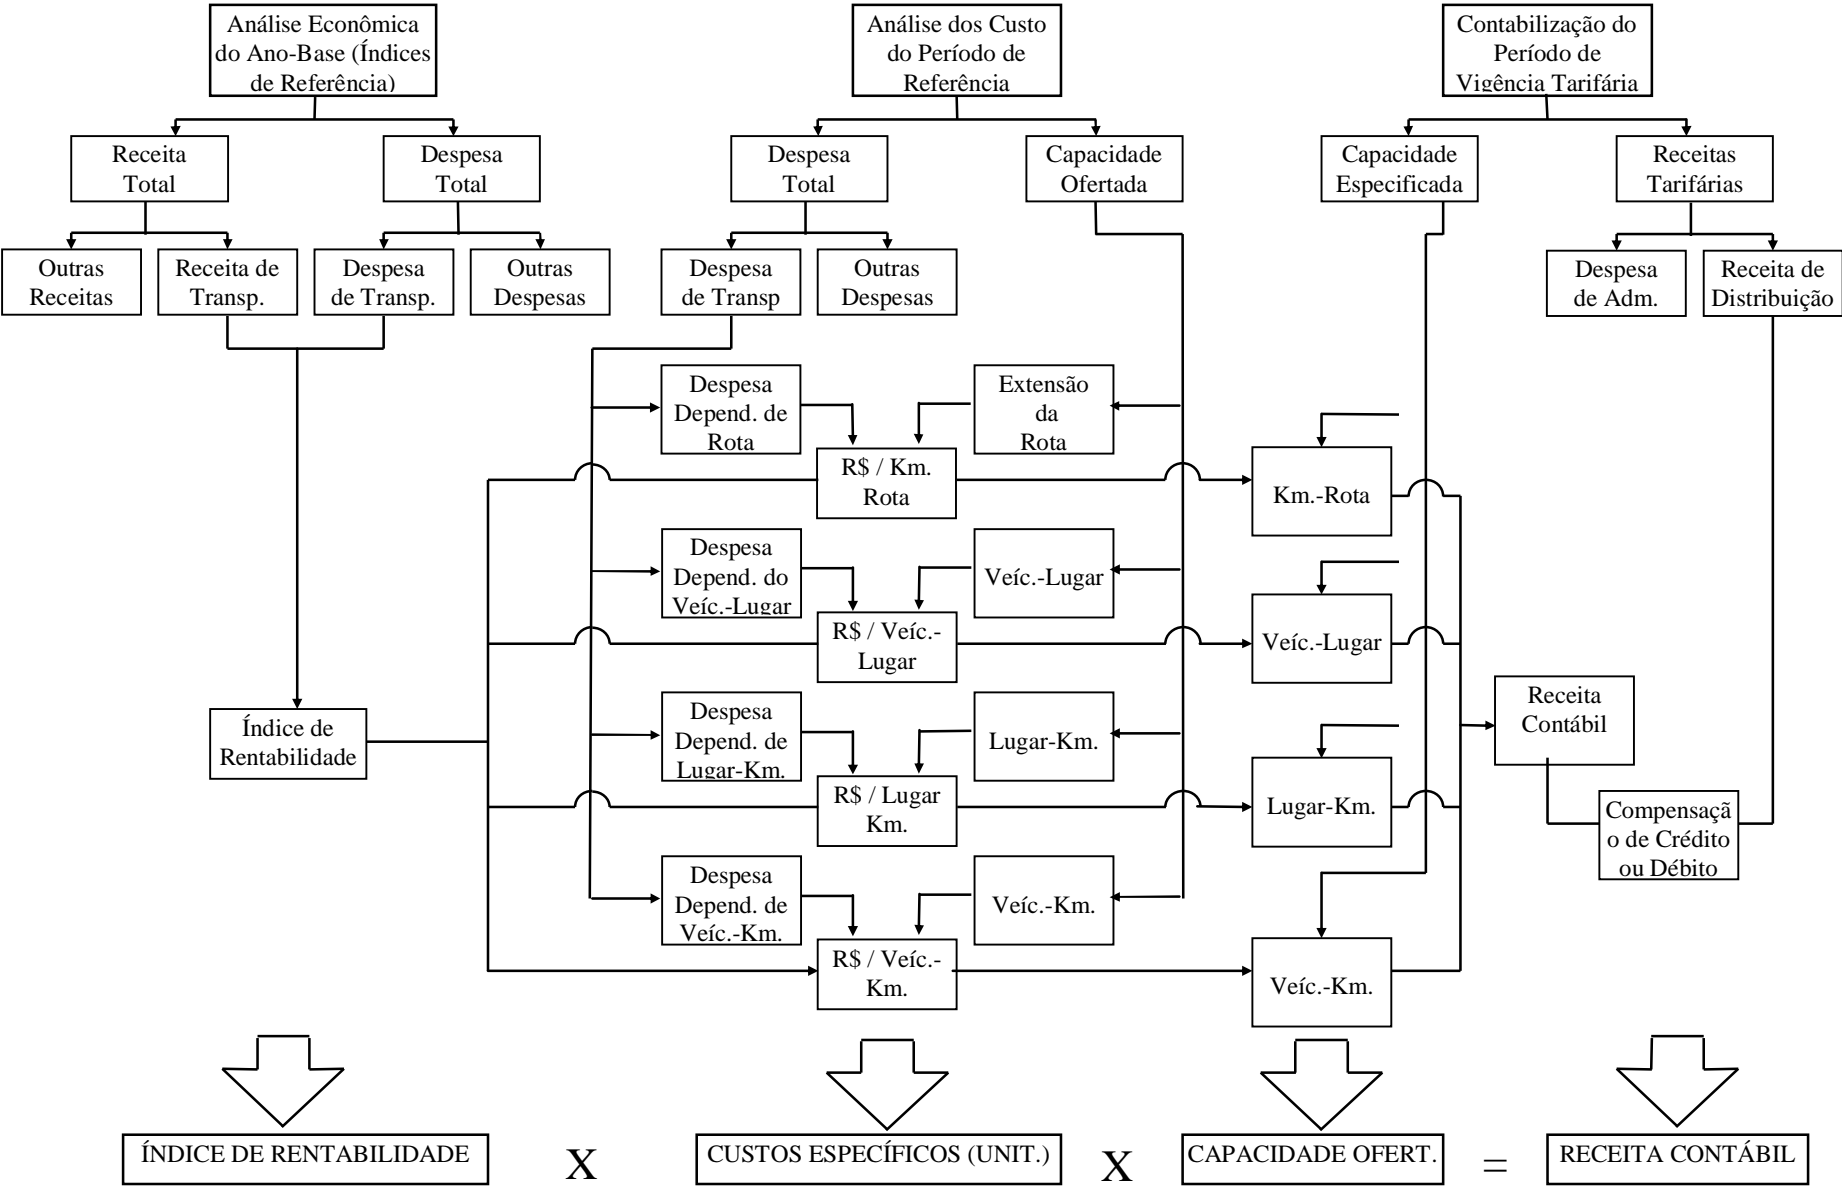 Análise Econômica
do Ano-Base (Índices
de Referência)
Análise dos Custo
do Período de
Referência
Contabilização do
Período de
Vigência Tarifária
Receita
Total
Despesa
Total
Despesa
Total
Capacidade
Ofertada
Capacidade
Especificada
Receitas
Tarifárias
Outras
Receitas
Receita de
Transp.
Despesa
de Transp.
Outras
Despesas
Despesa
de Transp
Outras
Despesas
Despesa
de Adm.
Receita de
Distribuição
Despesa
Depend. de
Rota
Extensão
da
Rota
R$ / Km.
Rota
Km.-Rota
Despesa
Depend. do
Veíc.-Lugar
Veíc.-Lugar
R$ / Veíc.-
Lugar
Veíc.-Lugar
Índice de
Rentabilidade
Despesa
Depend. de
Lugar-Km.
Lugar-Km.
R$ / Lugar
Km.
Lugar-Km.
Receita
Contábil
Compensaçã
o de Crédito
ou Débito
Despesa
Depend. de
Veíc.-Km.
Veíc.-Km.
R$ / Veíc.-
Km.
Veíc.-Km.
ÍNDICE DE RENTABILIDADE
X
CUSTOS ESPECÍFICOS (UNIT.)
X
CAPACIDADE OFERT.
=
RECEITA CONTÁBIL